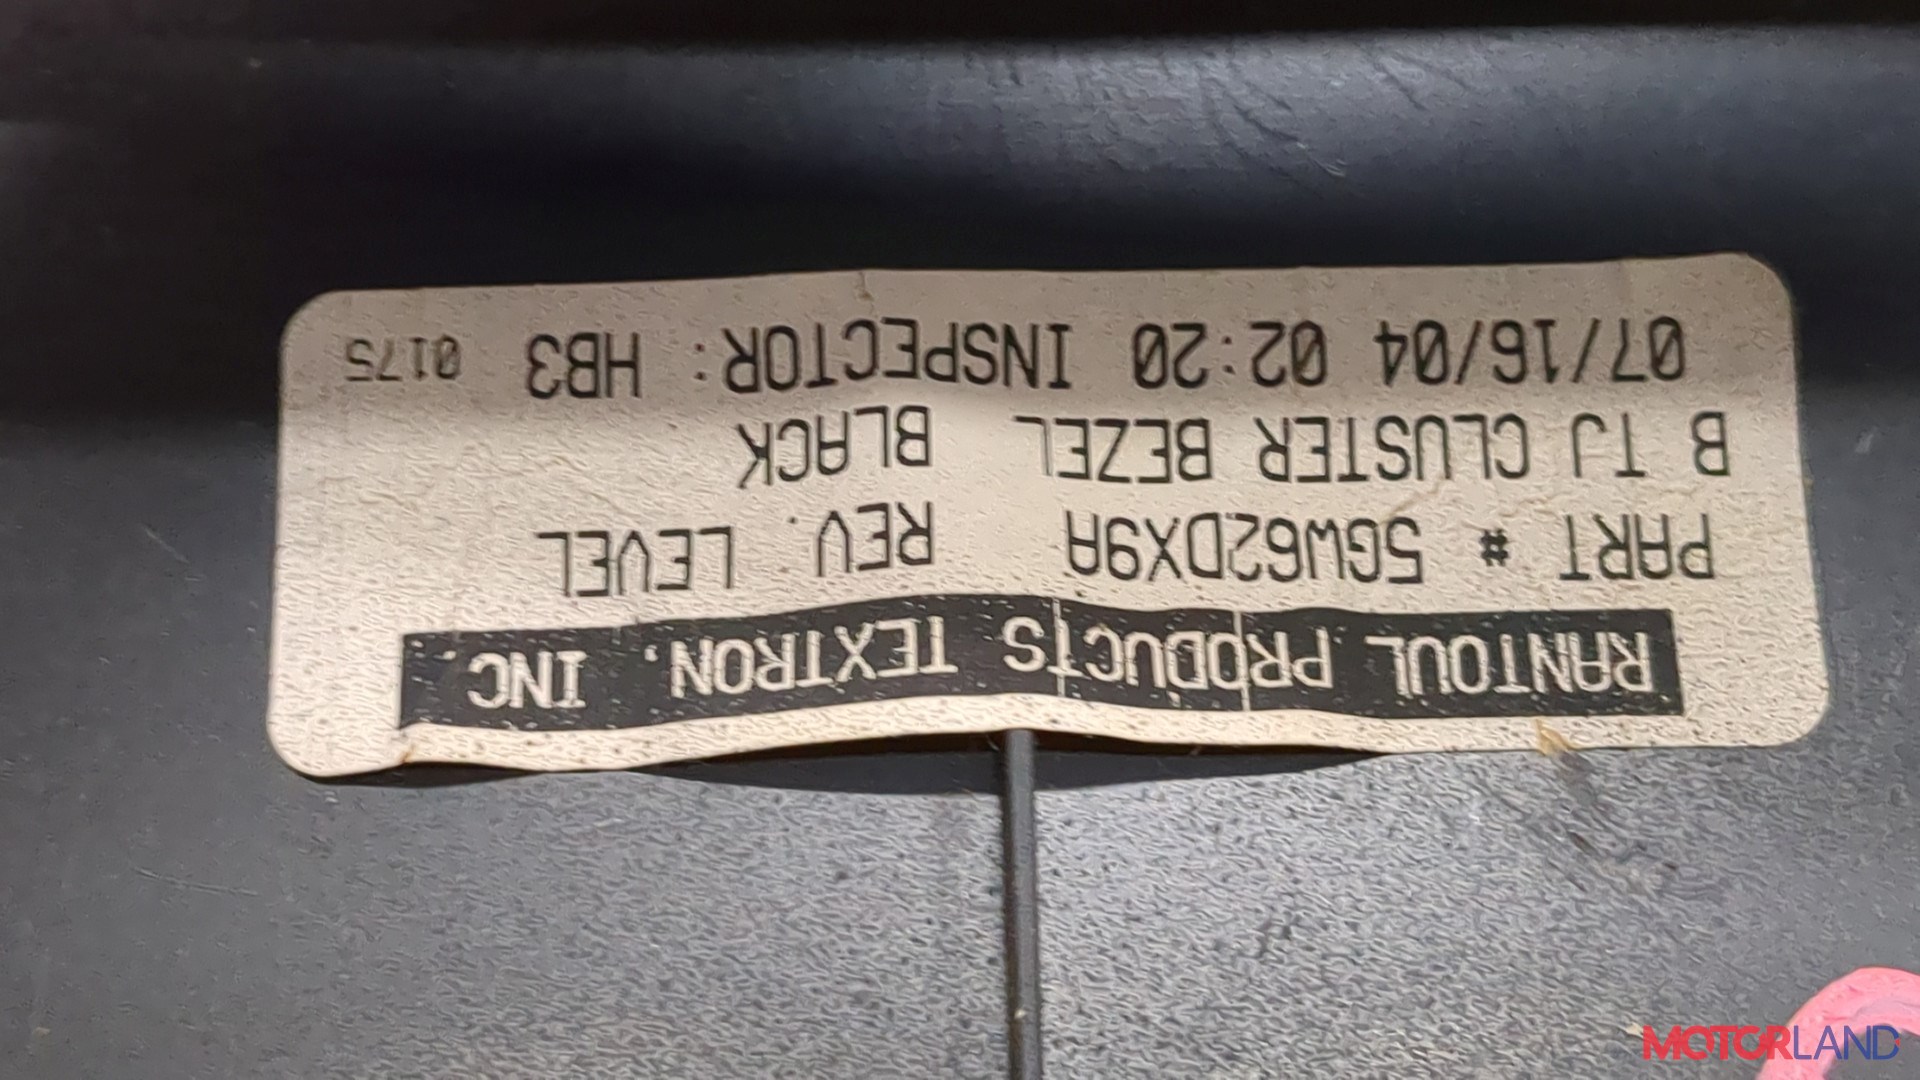 RANTOUL PRODUCTS TEXTRON, INC.
PART # 5GW62DX9A REV. LEVEL
B TJ CLUSTER BEZEL BLACK
07/16/04 02:20 INSPECTOR: HB3 0175
MOTORLAND